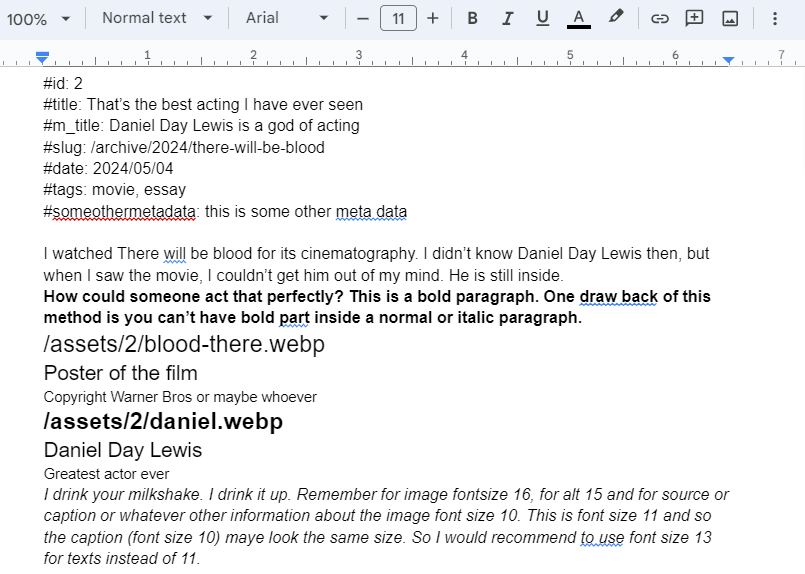 100% Normal text Arial 11 B I U A
1 2 3 4 5 6 7
#id: 2
#title: That’s the best acting I have ever seen
#m_title: Daniel Day Lewis is a god of acting
#slug: /archive/2024/there-will-be-blood
#date: 2024/05/04
#tags: movie, essay
#someothermetadata: this is some other meta data
I watched There will be blood for its cinematography. I didn’t know Daniel Day Lewis then, but
when I saw the movie, I couldn’t get him out of my mind. He is still inside.
How could someone act that perfectly? This is a bold paragraph. One draw back of this
method is you can’t have bold part inside a normal or italic paragraph.
/assets/2/blood-there.webp
Poster of the film
Copyright Warner Bros or maybe whoever
/assets/2/daniel.webp
Daniel Day Lewis
Greatest actor ever
I drink your milkshake. I drink it up. Remember for image fontsize 16, for alt 15 and for source or
caption or whatever other information about the image font size 10. This is font size 11 and so
the caption (font size 10) maye look the same size. So I would recommend to use font size 13
for texts instead of 11.